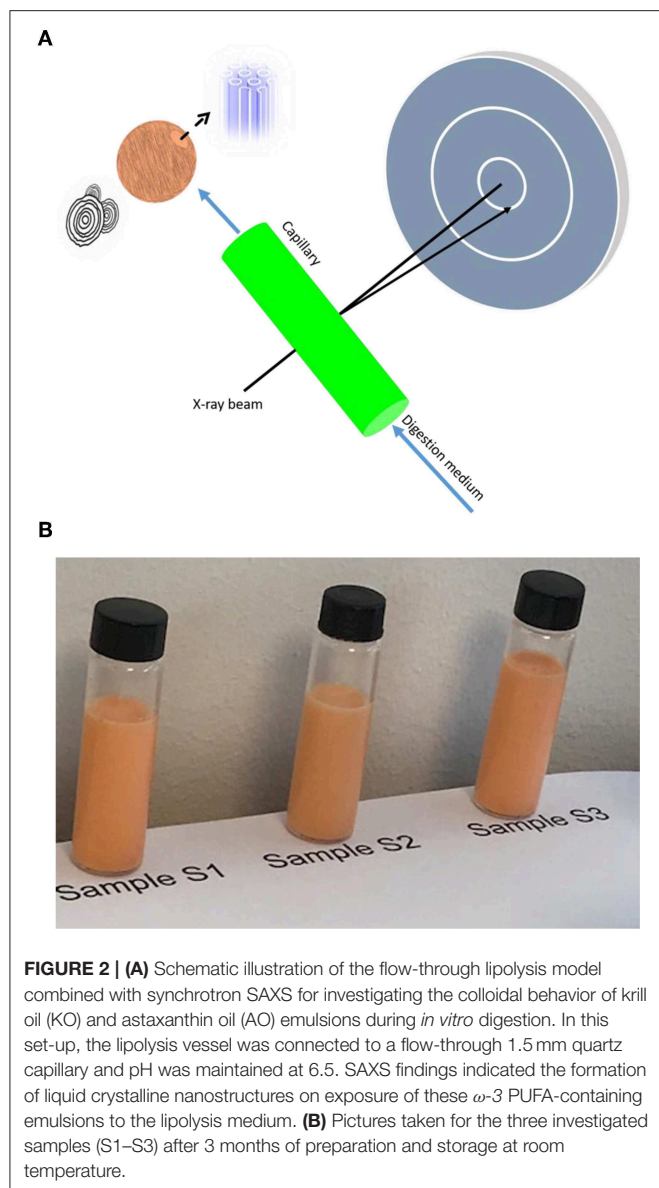 A
Capillary
X-ray beam
Digestion medium
B
Sample S1
Sample S2
Sample S3
FIGURE 2 | (A) Schematic illustration of the flow-through lipolysis model
combined with synchrotron SAXS for investigating the colloidal behavior of krill
oil (KO) and astaxanthin oil (AO) emulsions during in vitro digestion. In this
set-up, the lipolysis vessel was connected to a flow-through 1.5 mm quartz
capillary and pH was maintained at 6.5. SAXS findings indicated the formation
of liquid crystalline nanostructures on exposure of these ω-3 PUFA-containing
emulsions to the lipolysis medium. (B) Pictures taken for the three investigated
samples (S1–S3) after 3 months of preparation and storage at room
temperature.